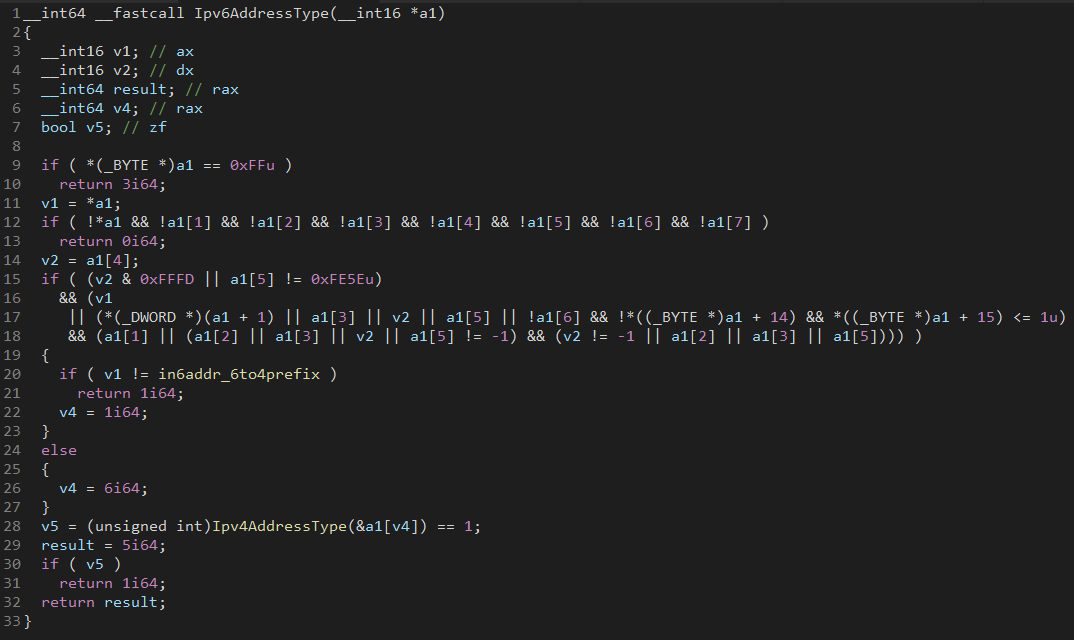 1 __int64 __fastcall Ipv6AddressType(__int16 *a1)
2 {
3   __int16 v1; // ax
4   __int16 v2; // dx
5   __int64 result; // rax
6   __int64 v4; // rax
7   bool v5; // zf
8
9   if ( *(_BYTE *)a1 == 0xFFu )
10     return 3i64;
11   v1 = *a1;
12   if ( !*a1 && !a1[1] && !a1[2] && !a1[3] && !a1[4] && !a1[5] && !a1[6] && !a1[7] )
13     return 0i64;
14   v2 = a1[4];
15   if ( (v2 & 0xFFFD || a1[5] != 0xFE5Eu)
16     && (v1
17      || (*(_DWORD *)(a1 + 1) || a1[3] || v2 || a1[5] || !a1[6] && !*((_BYTE *)a1 + 14) && *((_BYTE *)a1 + 15) <= 1u)
18      && (a1[1] || (a1[2] || a1[3] || v2 || a1[5] != -1) && (v2 != -1 || a1[2] || a1[3] || a1[5]))) )
19   {
20     if ( v1 != in6addr_6to4prefix )
21       return 1i64;
22     v4 = 1i64;
23   }
24   else
25   {
26     v4 = 6i64;
27   }
28   v5 = (unsigned int)Ipv4AddressType(&a1[v4]) == 1;
29   result = 5i64;
30   if ( v5 )
31     return 1i64;
32   return result;
33 }